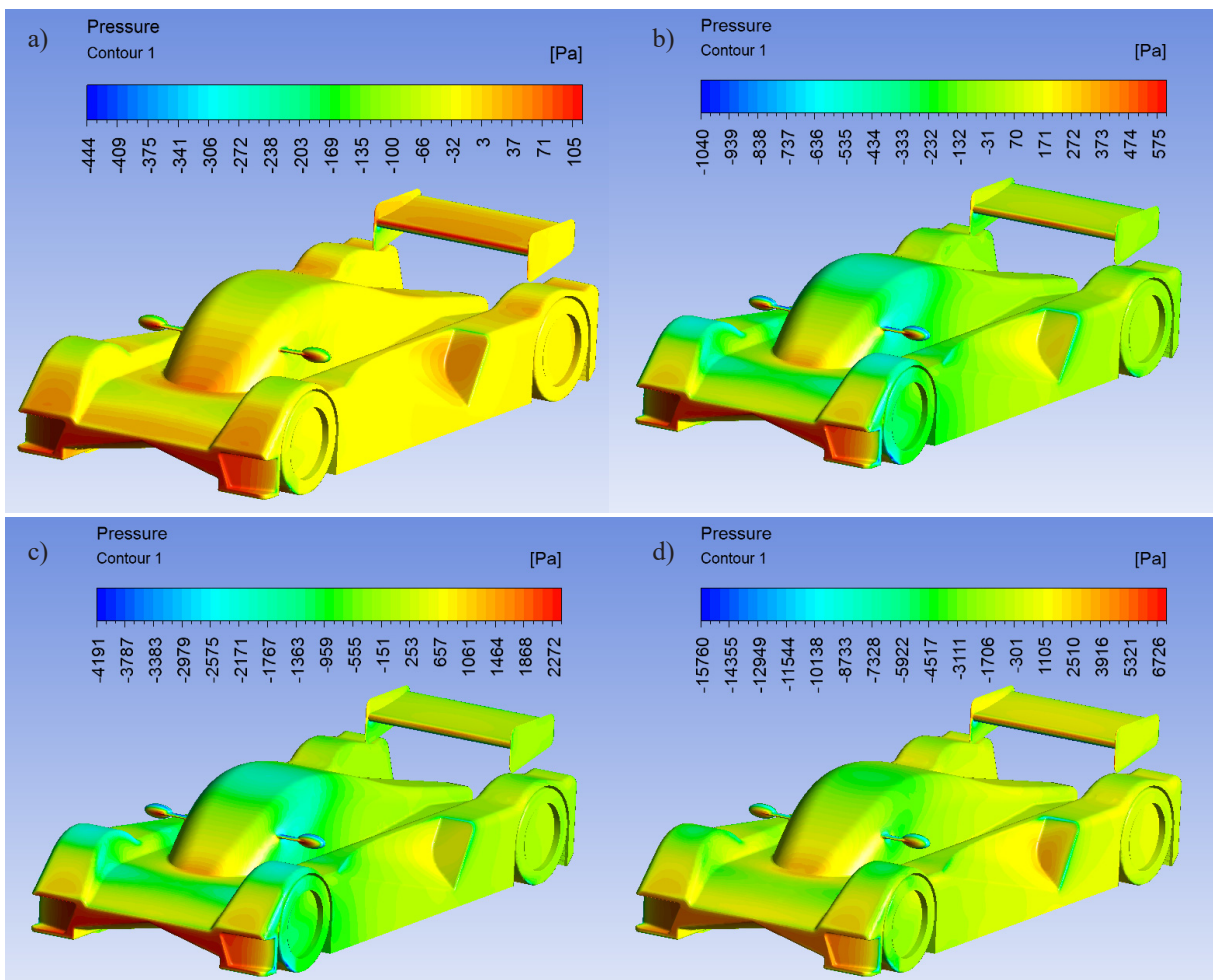 a)
Pressure
Contour 1
[Pa]
-444 -409 -375 -341 -306 -272 -238 -203 -169 -135 -100 -66 -32 3 37 71 105
b)
Pressure
Contour 1
[Pa]
-1040 -939 -838 -737 -636 -535 -434 -333 -232 -132 -31 70 171 272 373 474 575
c)
Pressure
Contour 1
[Pa]
-4191 -3787 -3383 -2979 -2575 -2171 -1767 -1363 -959 -555 -151 253 657 1061 1464 1868 2272
d)
Pressure
Contour 1
[Pa]
-15760 -14355 -12949 -11544 -10138 -8733 -7328 -5922 -4517 -3111 -1706 -301 1105 2510 3916 5321 6726